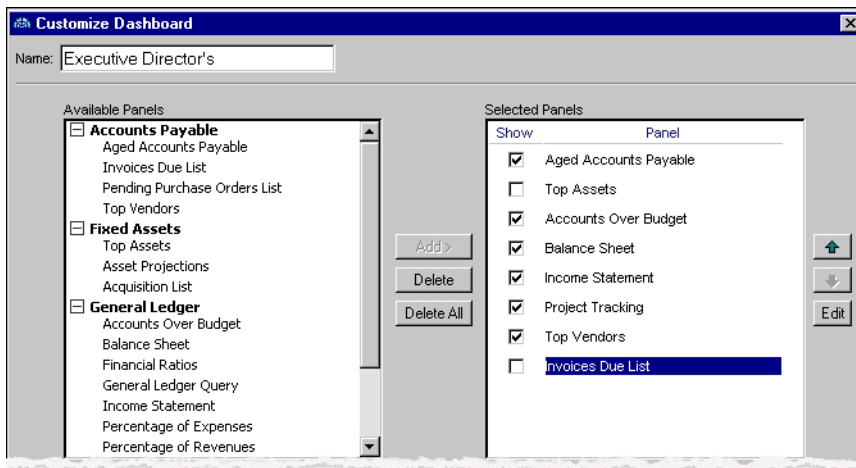 Customize Dashboard
Name: Executive Director's
Available Panels
Accounts Payable
Aged Accounts Payable
Invoices Due List
Pending Purchase Orders List
Top Vendors
Fixed Assets
Top Assets
Asset Projections
Acquisition List
General Ledger
Accounts Over Budget
Balance Sheet
Financial Ratios
General Ledger Query
Income Statement
Percentage of Expenses
Percentage of Revenues
Add >
Delete
Delete All
Selected Panels
Show Panel
Aged Accounts Payable
Top Assets
Accounts Over Budget
Balance Sheet
Income Statement
Project Tracking
Top Vendors
Invoices Due List
Edit